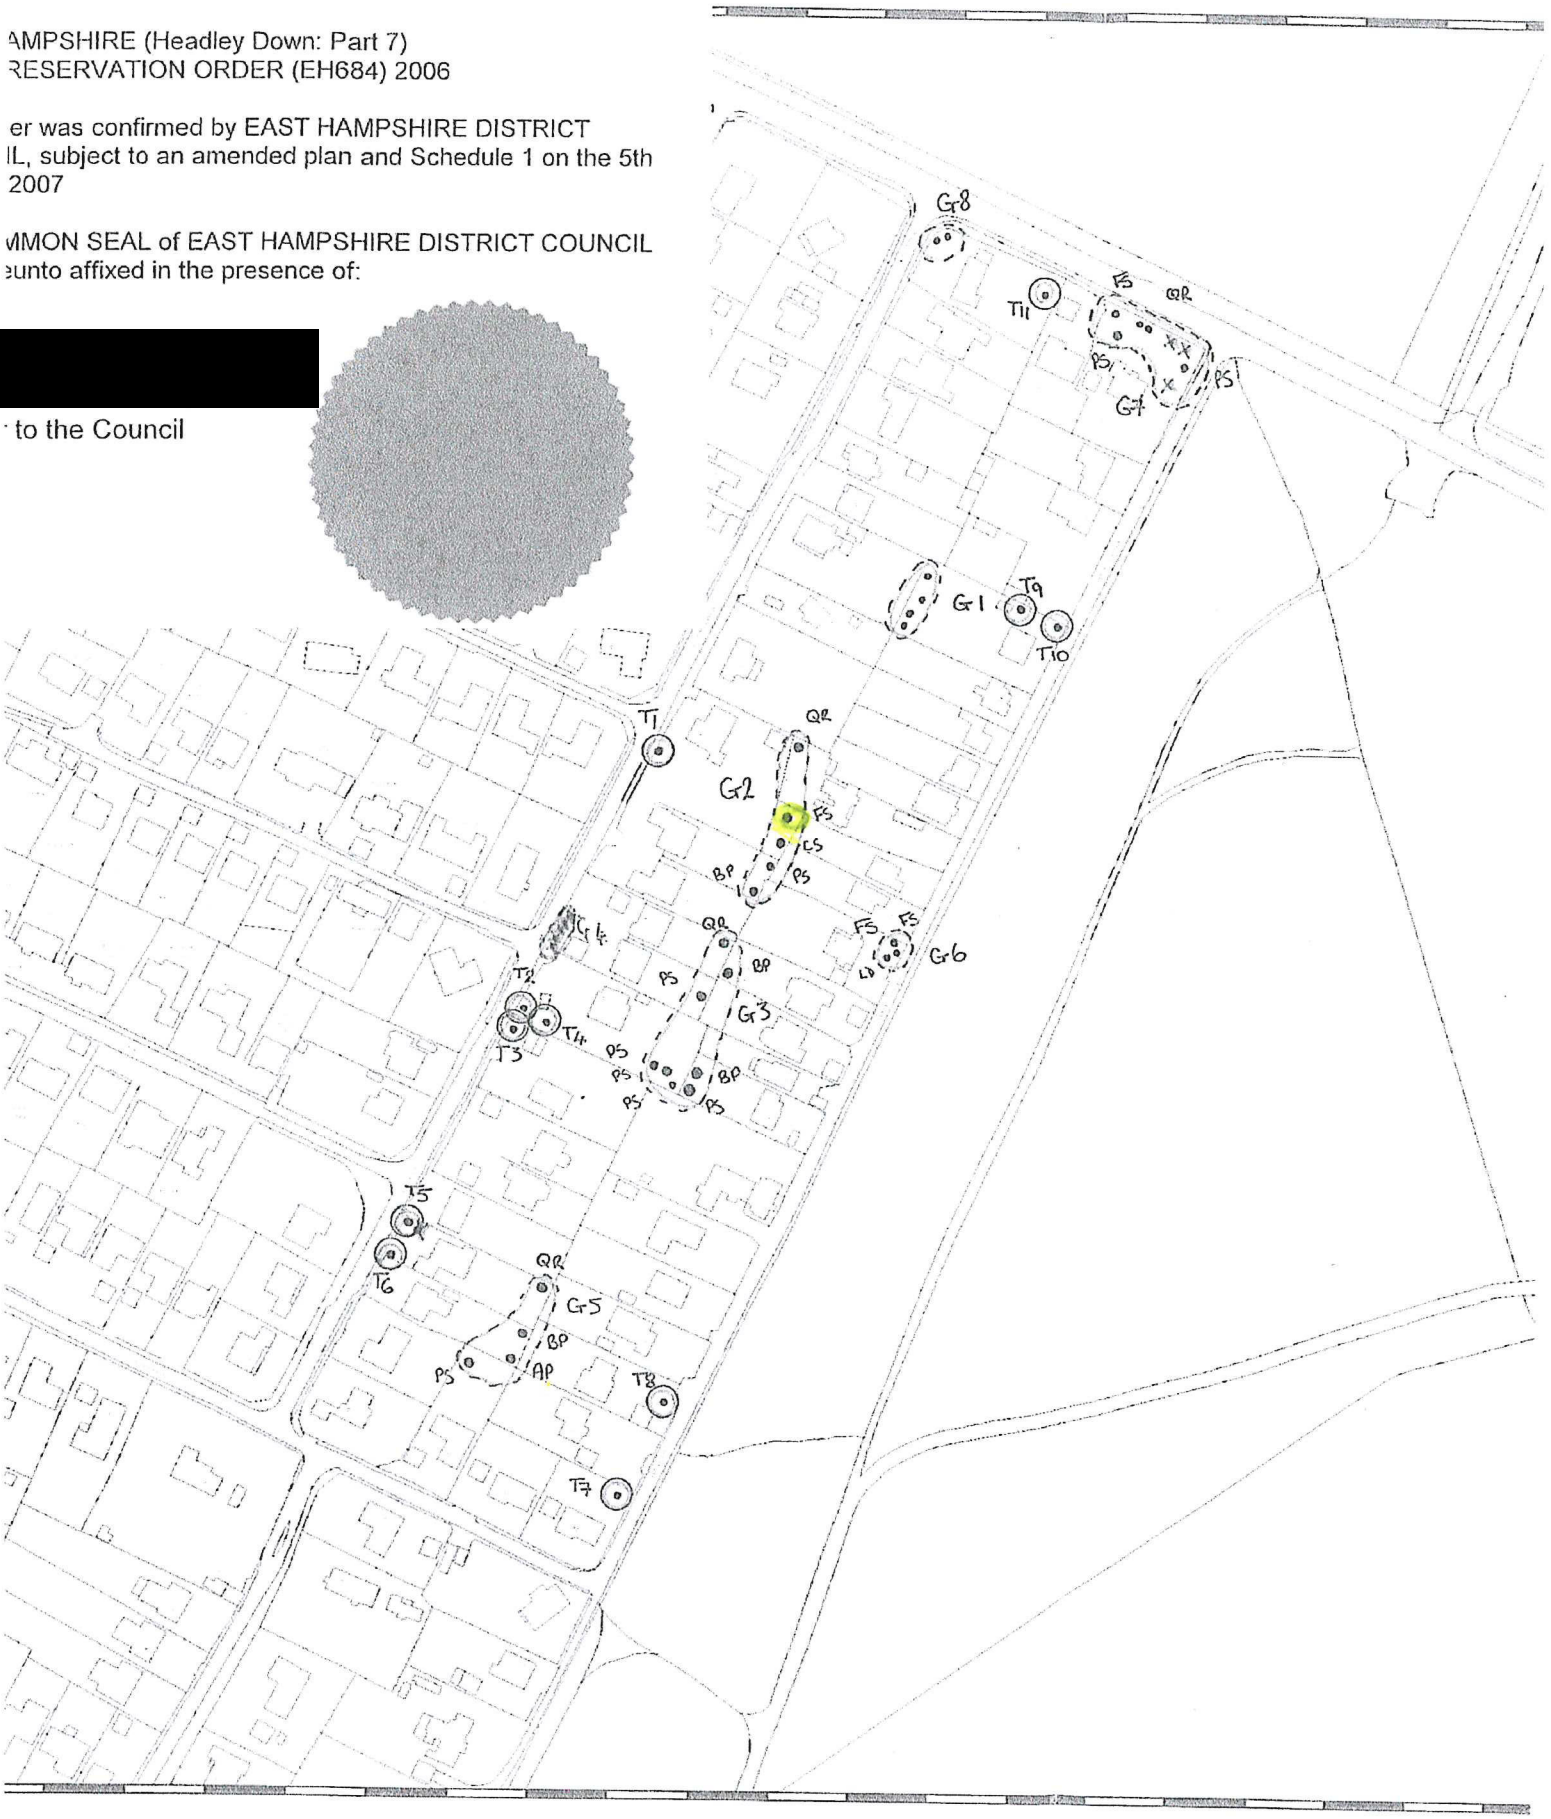 AMPSHIRE (Headley Down: Part 7)
RESERVATION ORDER (EH684) 2006
er was confirmed by EAST HAMPSHIRE DISTRICT
IL, subject to an amended plan and Schedule 1 on the 5th
2007
MMON SEAL of EAST HAMPSHIRE DISTRICT COUNCIL
eunto affixed in the presence of:
to the Council
G8
T11
FS
QR
PS
PS
G7
G1
T9
T10
T1
QR
G2
FS
CS
BP
PS
G4
QR
FS
FS
G6
LD
T2
PS
BP
G3
T3
T4
PS
PS
BP
PS
PS
T5
T6
QR
G5
BP
PS
AP
T8
T7